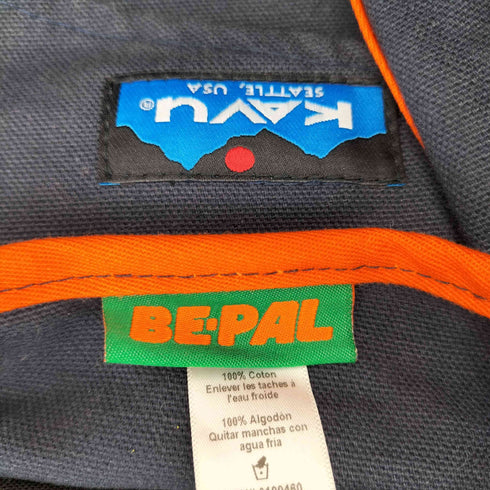 KAVU
®
SEATTLE, USA
BE·PAL
100% Coton
Enlever les taches à
l'eau froide
100% Algodón
Quitar manchas con
agua fria